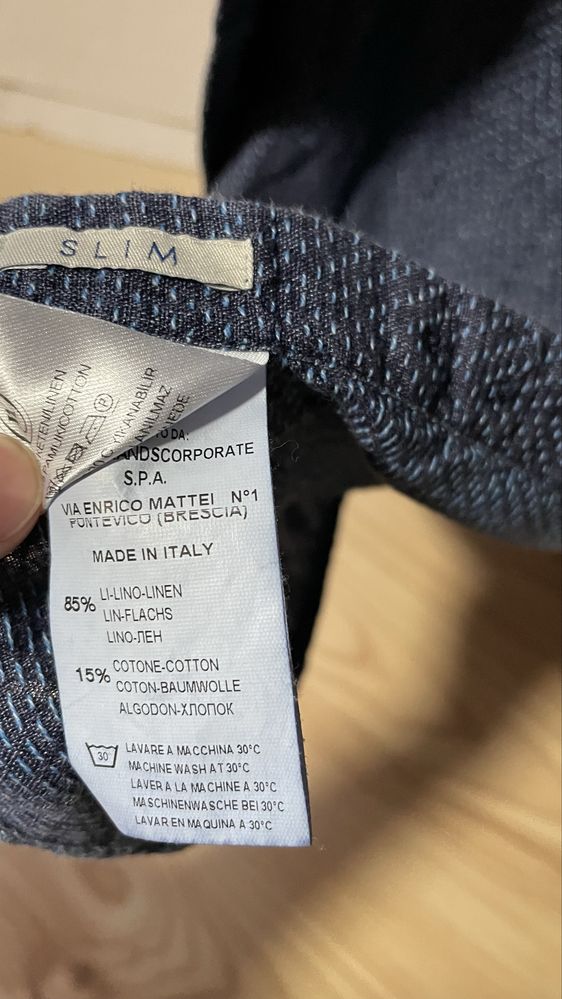 SLIM
COTTON
S.P.A.
VIA ENRICO MATTEI N°1
PONTEVICO (BRESCIA)
MADE IN ITALY
85% LI-LINO-LINEN
LIN-FLACHS
LINO-ЛЕН
15% COTONE-COTTON
COTON-BAUMWOLLE
ALGODON-ХЛОПОК
30 LAVARE A MACCHINA 30°C
MACHINE WASH AT 30°C
LAVER A LA MACHINE A 30°C
MASCHINENWASCHE BEI 30°C
LAVAR EN MAQUINA A 30°C